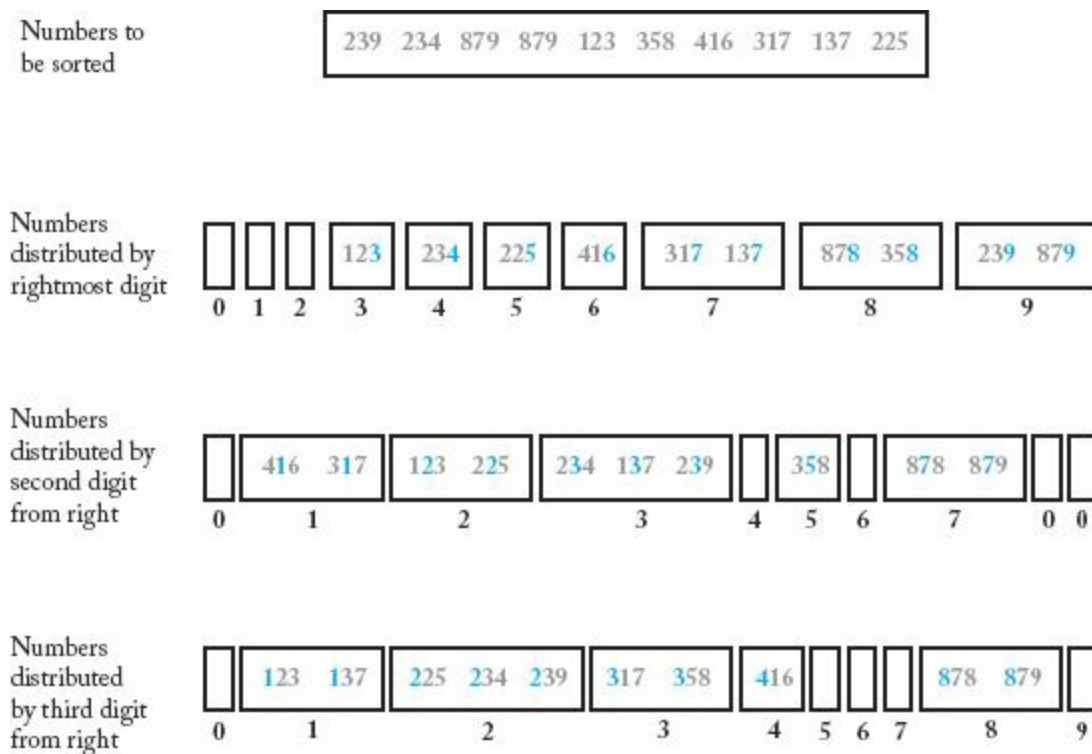 Numbers to
be sorted
239 234 879 879 123 358 416 317 137 225
Numbers
distributed by
rightmost digit
123 234 225 416 317 137 878 358 239 879
0 1 2 3 4 5 6 7 8 9
Numbers
distributed by
second digit
from right
416 317 123 225 234 137 239 358 878 879
0 1 2 3 4 5 6 7 0 0
Numbers
distributed
by third digit
from right
123 137 225 234 239 317 358 416 878 879
0 1 2 3 4 5 6 7 8 9